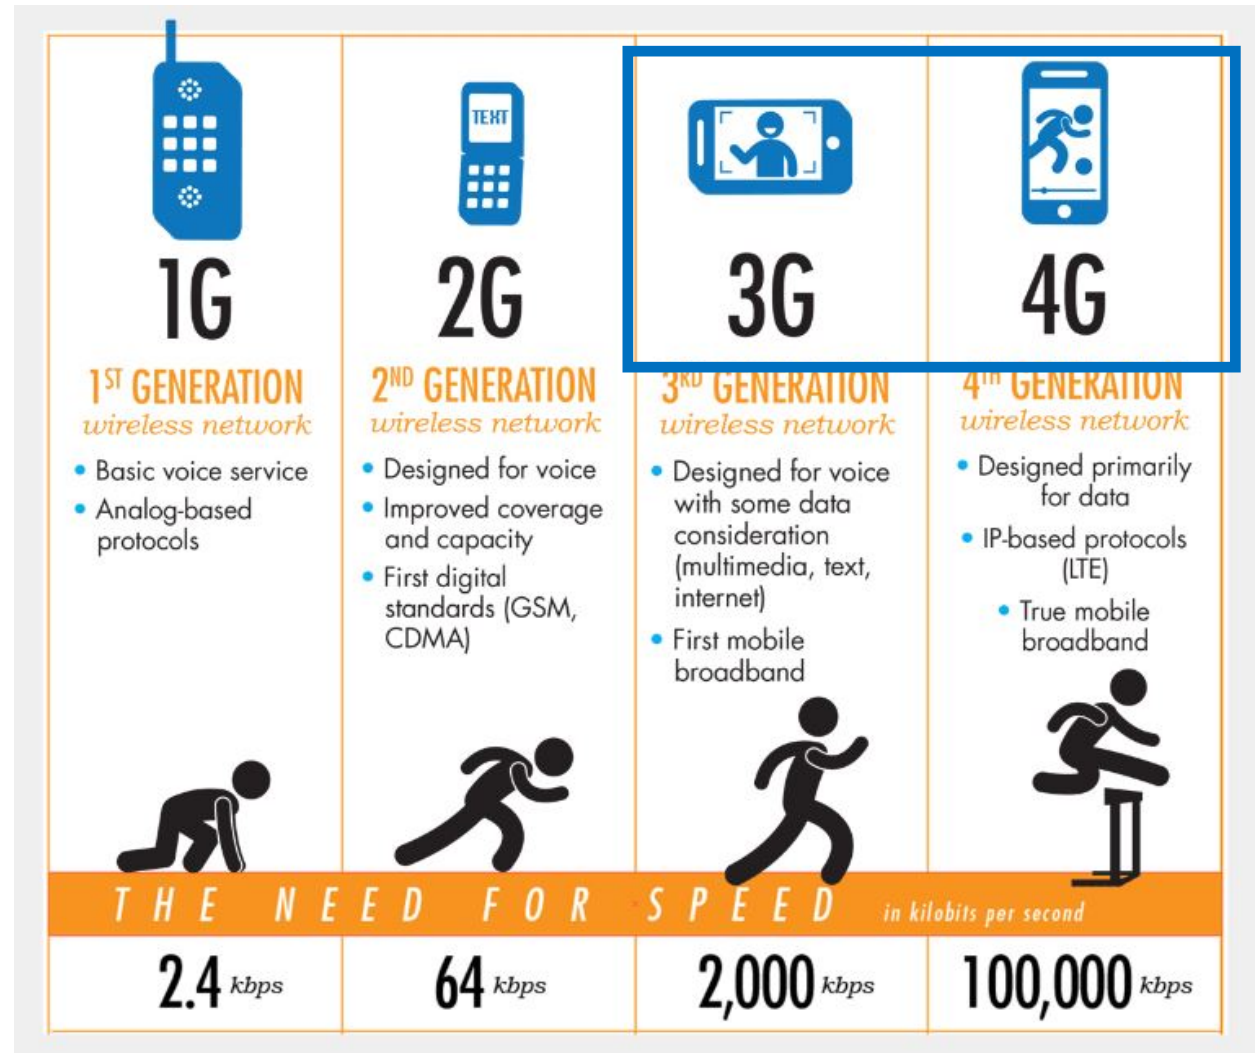 TEXT
1G
2G
3G
4G
1ST GENERATION
wireless network
• Basic voice service
• Analog-based
protocols
2ND GENERATION
wireless network
• Designed for voice
• Improved coverage
and capacity
• First digital
standards (GSM,
CDMA)
3RD GENERATION
wireless network
• Designed for voice
with some data
consideration
(multimedia, text,
internet)
• First mobile
broadband
4TH GENERATION
wireless network
• Designed primarily
for data
• IP-based protocols
(LTE)
• True mobile
broadband
THE NEED FOR SPEED in kilobits per second
2.4 kbps
64 kbps
2,000 kbps
100,000 kbps